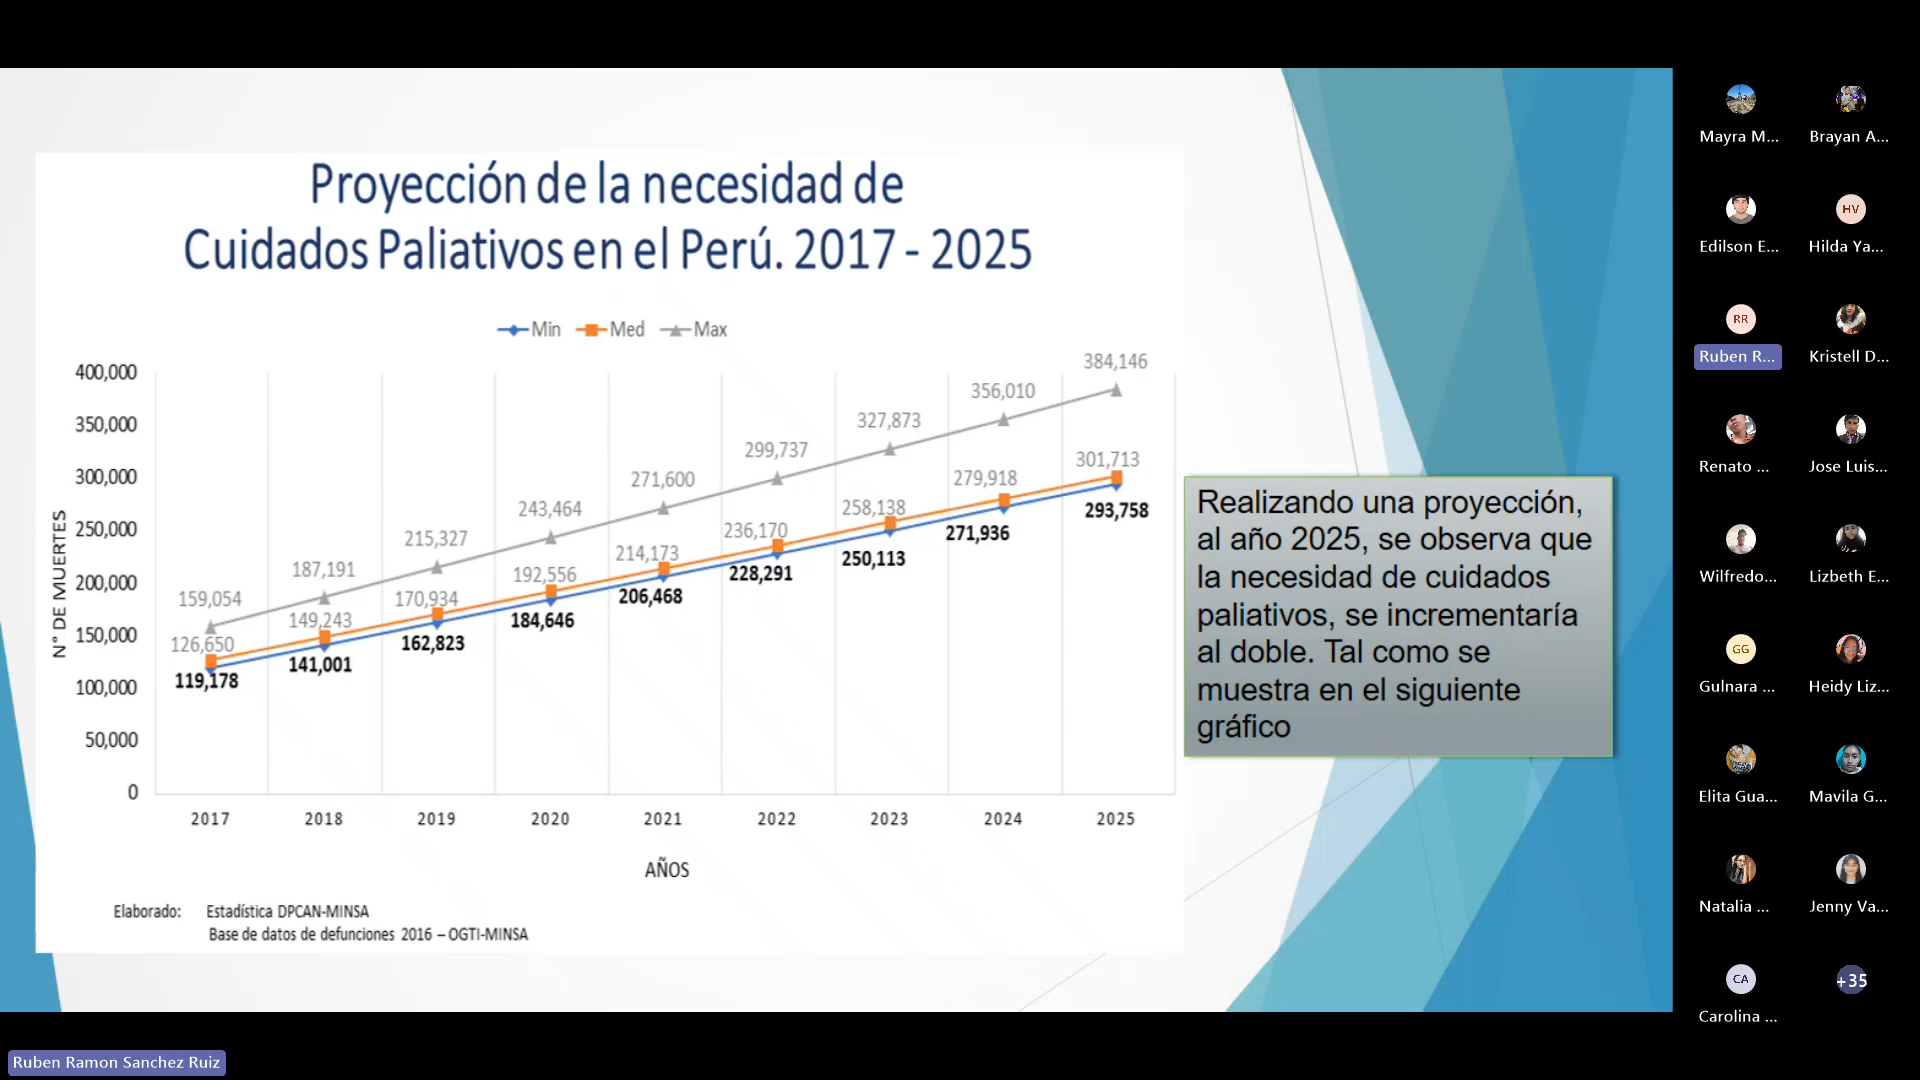 Proyección de la necesidad de
Cuidados Paliativos en el Perú. 2017 - 2025
Min Med Max
N° DE MUERTES
400,000
350,000
300,000
250,000
200,000
150,000
100,000
50,000
0
159,054
187,191
215,327
243,464
271,600
299,737
327,873
356,010
384,146
126,650
149,243
170,934
192,556
214,173
236,170
258,138
279,918
301,713
119,178
141,001
162,823
184,646
206,468
228,291
250,113
271,936
293,758
2017 2018 2019 2020 2021 2022 2023 2024 2025
AÑOS
Elaborado: Estadística DPCAN-MINSA
Base de datos de defunciones 2016 – OGTI-MINSA
Realizando una proyección,
al año 2025, se observa que
la necesidad de cuidados
paliativos, se incrementaría
al doble. Tal como se
muestra en el siguiente
gráfico
Mayra M... Brayan A...
HV
Edilson E... Hilda Ya...
RR
Ruben R... Kristell D...
Renato ... Jose Luis...
Wilfredo... Lizbeth E...
GG
Gulnara ... Heidy Liz...
Elita Gua... Mavila G...
Natalia ... Jenny Va...
CA +35
Carolina ...
Ruben Ramon Sanchez Ruiz